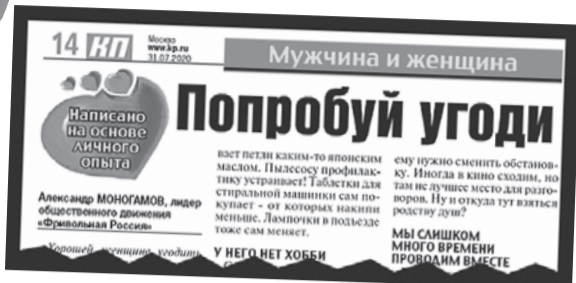 14 КП
Москва
www.kp.ru
31.07.2020
Мужчина и женщина
Написано
на основе
личного
опыта
Попробуй угоди
Александр МОНОГАМОВ, лидер
общественного движения
«Фривольная Россия»
Хорошей женщине угодить
вает петли каким-то японским
маслом. Пылесосу профилак-
тику устраивает! Таблетки для
стиральной машинки сам по-
купает – от которых накипи
меньше. Лампочки в подъезде
тоже сам меняет.
У НЕГО НЕТ ХОББИ
ему нужно сменить обстанов-
ку. Иногда в кино сходим, но
там не лучшее место для разго-
воров. Ну и откуда тут взяться
родству душ?
МЫ СЛИШКОМ
МНОГО ВРЕМЕНИ
ПРОВОДИМ ВМЕСТЕ